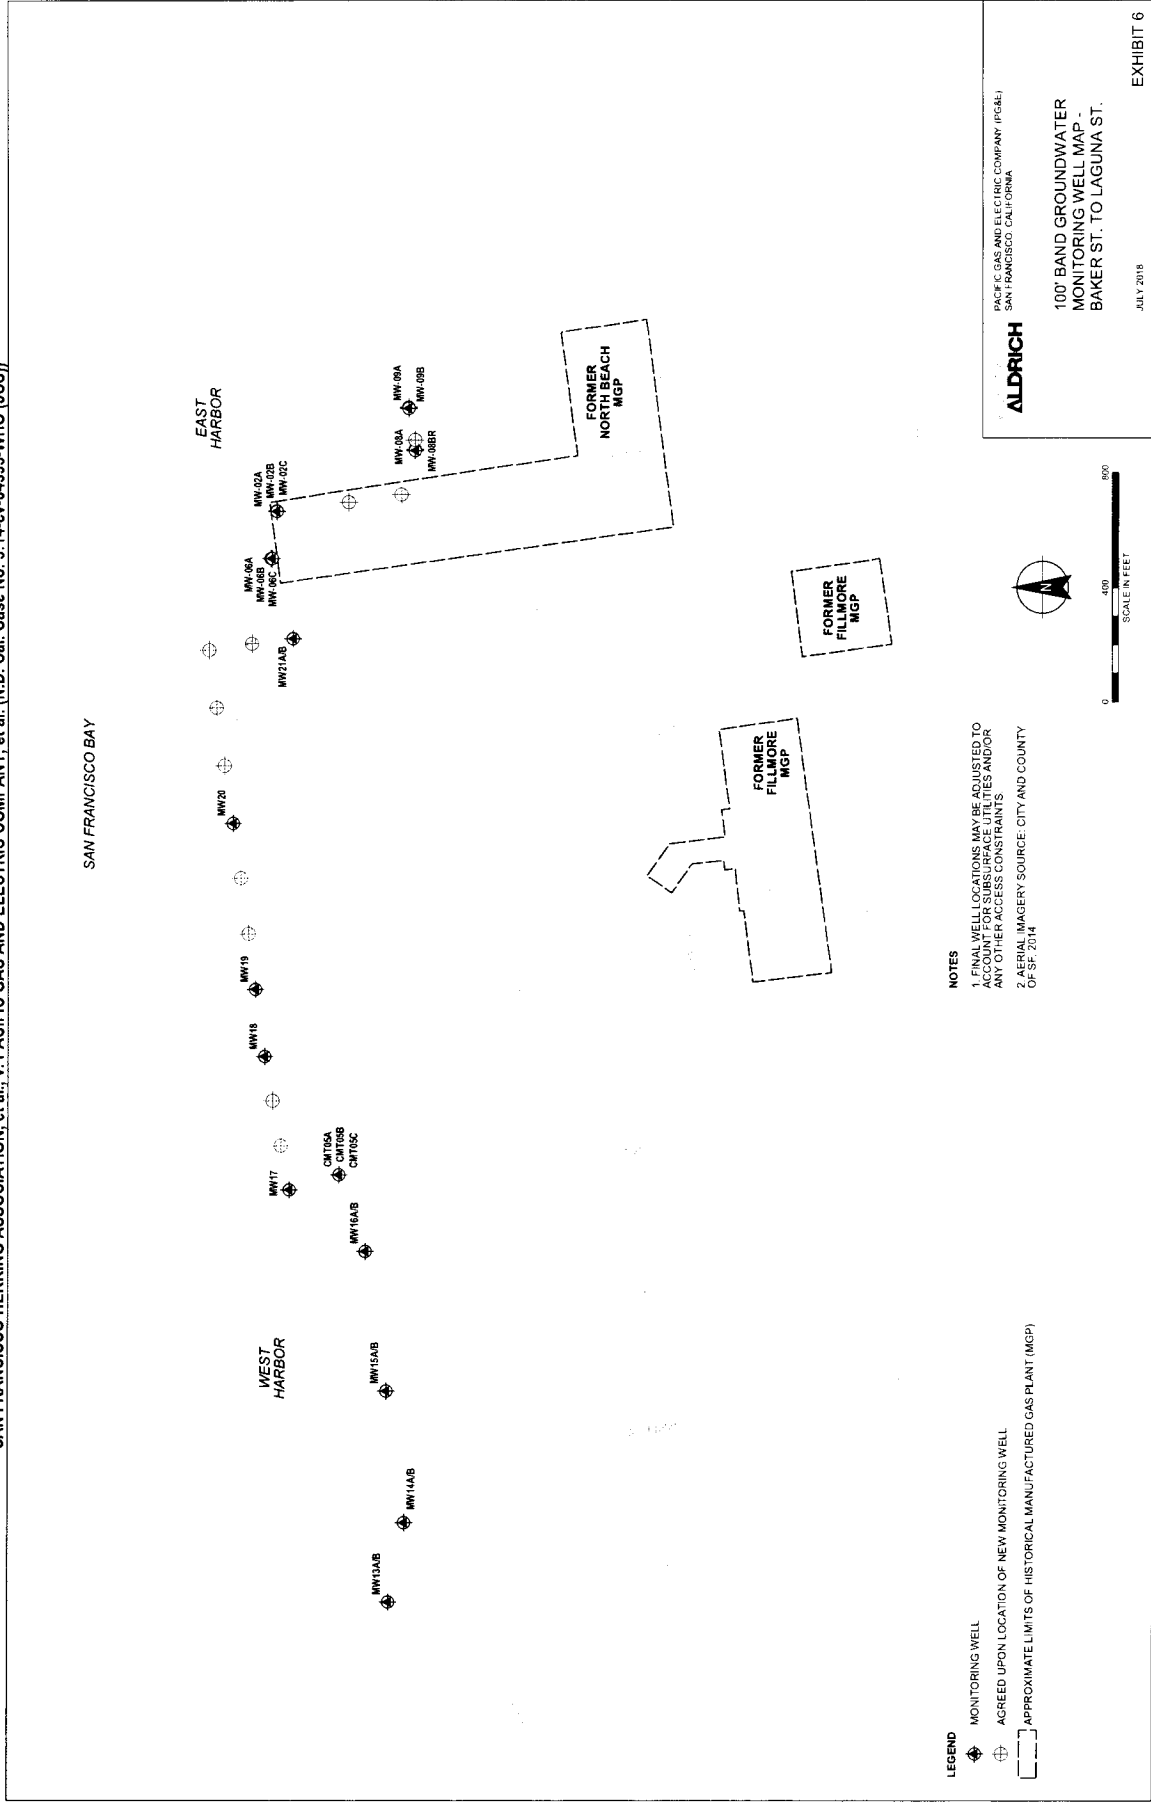 SAN FRANCISCO HERRING ASSOCIATION, et al., v. PACIFIC GAS AND ELECTRIC COMPANY, et al. (N.D. Cal. Case No. 3:14-cv-04393-WHO (JCS))
SAN FRANCISCO BAY
WEST
HARBOR
EAST
HARBOR
MW13A/B
MW14A/B
MW15A/B
MW16A/B
CMT05A
CMT05B
CMT05C
MW17
MW18
MW19
MW20
MW21A/B
MW-06A
MW-06B
MW-06C
MW-02A
MW-02B
MW-02C
MW-08A
MW-08BR
MW-09A
MW-09B
FORMER
NORTH BEACH
MGP
FORMER
FILLMORE
MGP
FORMER
FILLMORE
MGP
LEGEND
MONITORING WELL
AGREED UPON LOCATION OF NEW MONITORING WELL
APPROXIMATE LIMITS OF HISTORICAL MANUFACTURED GAS PLANT (MGP)
NOTES
1. FINAL WELL LOCATIONS MAY BE ADJUSTED TO
ACCOUNT FOR SUBSURFACE UTILITIES AND/OR
ANY OTHER ACCESS CONSTRAINTS
2. AERIAL IMAGERY SOURCE: CITY AND COUNTY
OF SF, 2014
N
0 400 800
SCALE IN FEET
ALDRICH
PACIFIC GAS AND ELECTRIC COMPANY (PG&E)
SAN FRANCISCO, CALIFORNIA
100' BAND GROUNDWATER
MONITORING WELL MAP -
BAKER ST. TO LAGUNA ST.
JULY 2018
EXHIBIT 6